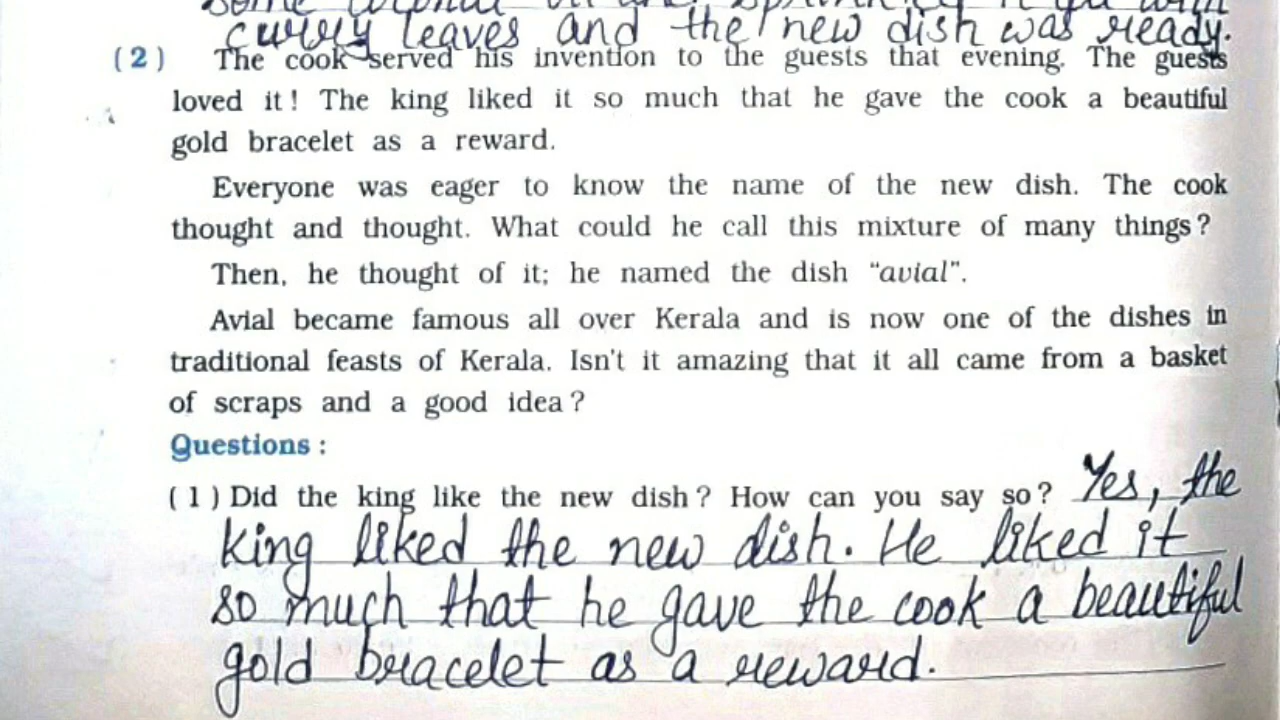 curry leaves and the new dish was ready.
(2) The cook served his invention to the guests that evening. The guests
loved it! The king liked it so much that he gave the cook a beautiful
gold bracelet as a reward.
Everyone was eager to know the name of the new dish. The cook
thought and thought. What could he call this mixture of many things?
Then, he thought of it; he named the dish “avial”.
Avial became famous all over Kerala and is now one of the dishes in
traditional feasts of Kerala. Isn't it amazing that it all came from a basket
of scraps and a good idea?
Questions :
(1) Did the king like the new dish? How can you say so? Yes, the
king liked the new dish. He liked it
so much that he gave the cook a beautiful
gold bracelet as a reward.